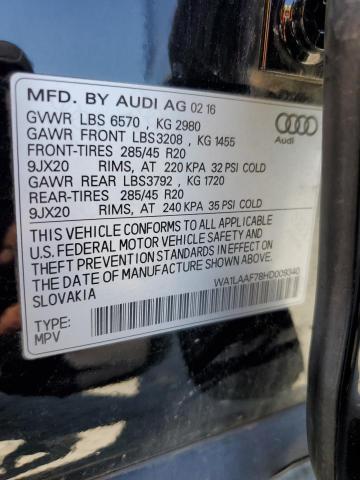 MFD. BY AUDI AG 02 16
GVWR LBS 6570 , KG 2980
GAWR FRONT LBS3208 , KG 1455
FRONT-TIRES 285/45 R20
9JX20 RIMS, AT 220 KPA 32 PSI COLD
GAWR REAR LBS3792 , KG 1720
REAR-TIRES 285/45 R20
9JX20 RIMS, AT 240 KPA 35 PSI COLD
Audi
THIS VEHICLE CONFORMS TO ALL APPLICABLE
U.S. FEDERAL MOTOR VEHICLE SAFETY AND
THEFT PREVENTION STANDARDS IN EFFECT ON
THE DATE OF MANUFACTURE SHOWN ABOVE.
SLOVAKIA
WA1LAAF78HD009340
TYPE:
MPV